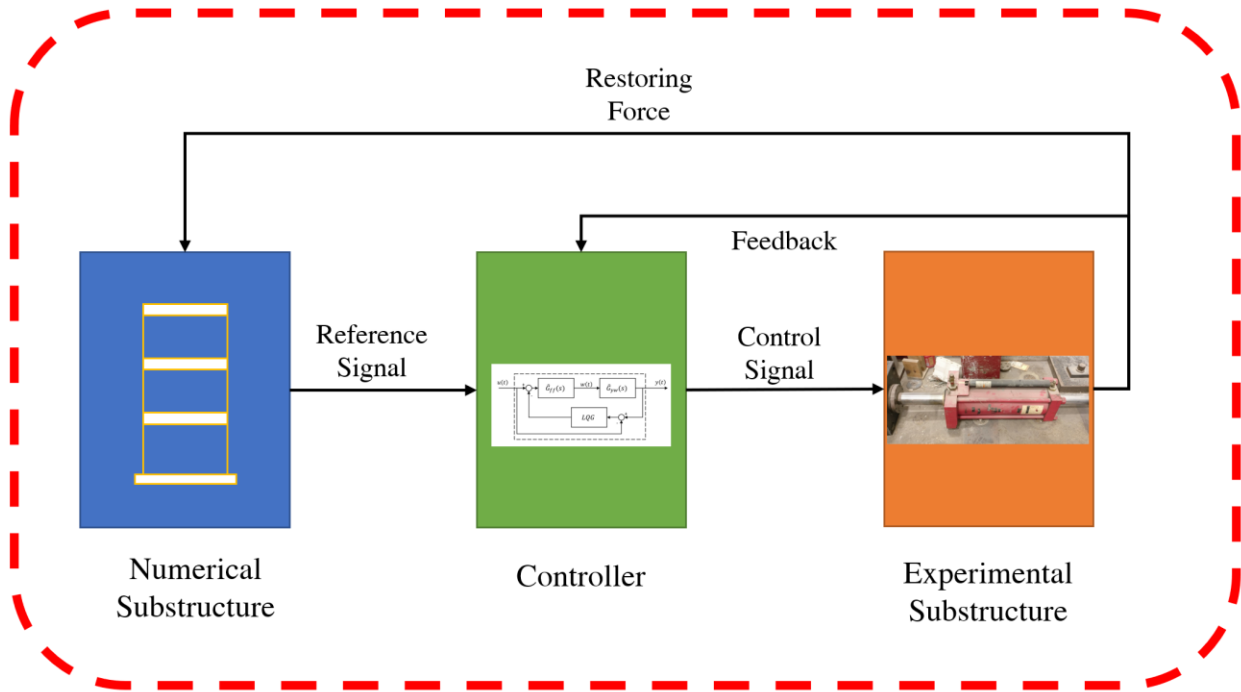 Restoring
Force
Feedback
Reference
Signal
Control
Signal
u(t)
w(t)
y(t)
LQG
Numerical
Substructure
Controller
Experimental
Substructure